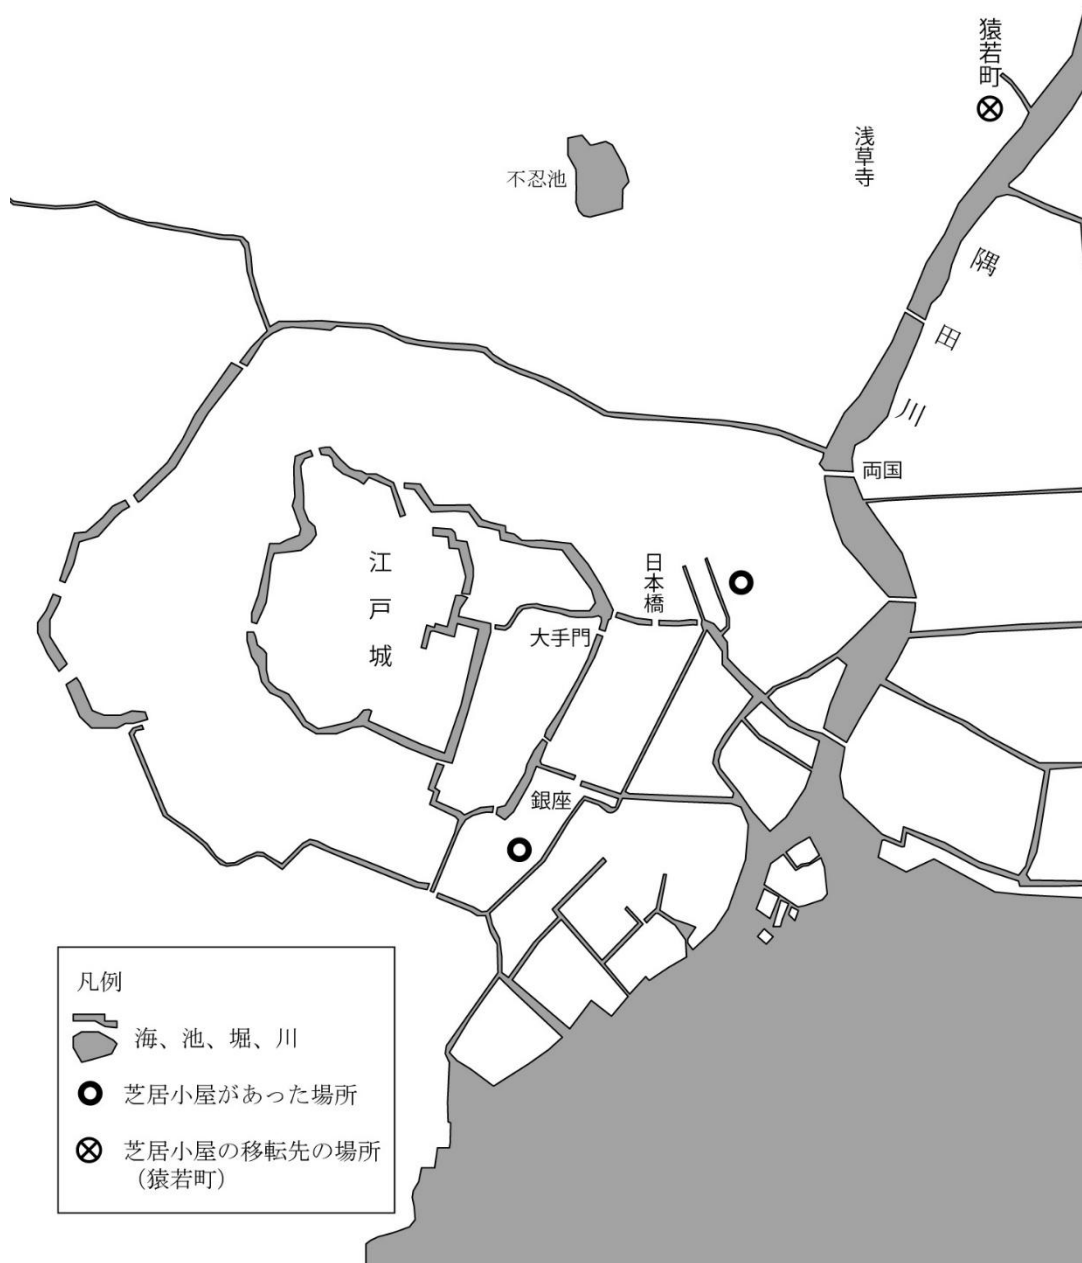 猿若町
浅草寺
不忍池
隅田川
両国
日本橋
江戸城
大手門
銀座
凡例
海、池、堀、川
芝居小屋があった場所
芝居小屋の移転先の場所
（猿若町）